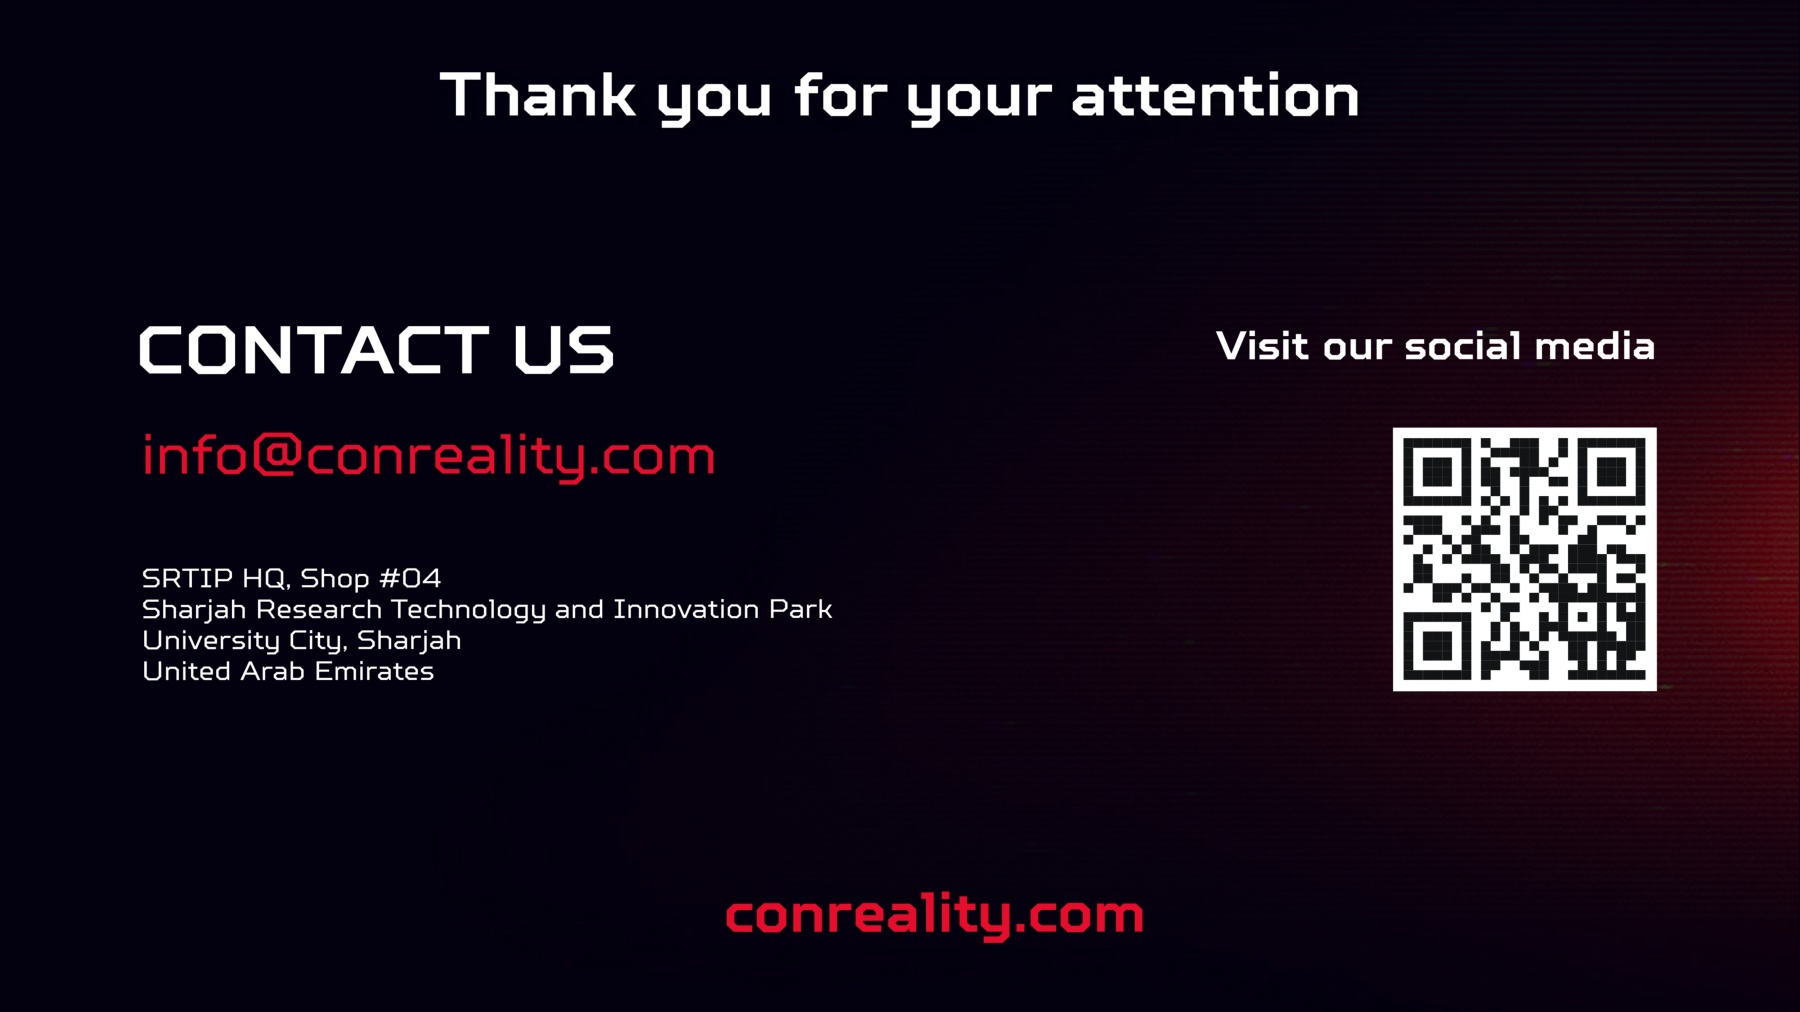 Thank you for your attention
CONTACT US
info@conreality.com
SRTIP HQ, Shop #04
Sharjah Research Technology and Innovation Park
University City, Sharjah
United Arab Emirates
Visit our social media
conreality.com